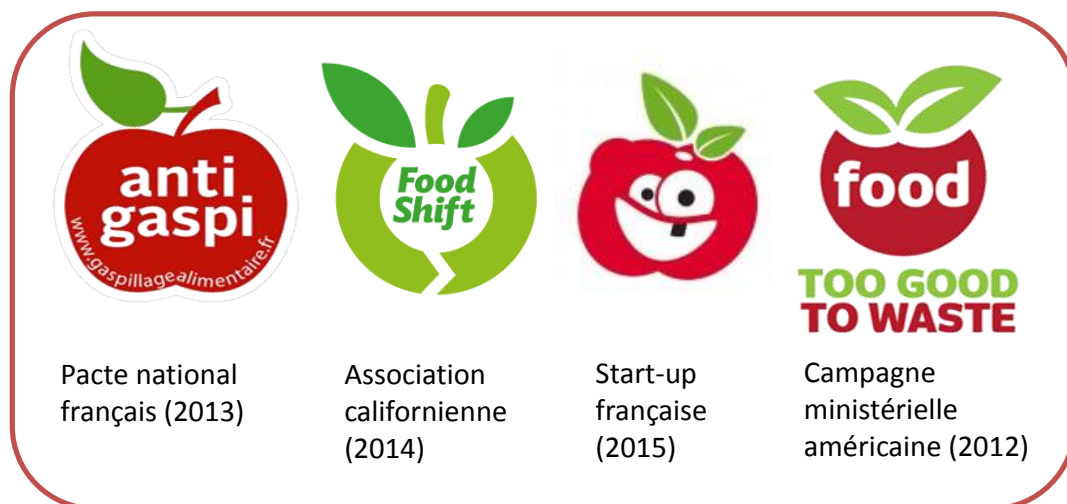 anti
gaspi
www.gaspillagealimentaire.fr
Food
Shift
food
TOO GOOD
TO WASTE
Pacte national
français (2013)
Association
californienne
(2014)
Start-up
française
(2015)
Campagne
ministérielle
américaine (2012)